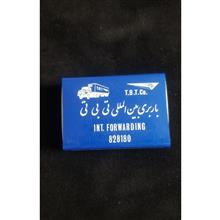 T.B.T.Co.
باربری بین المللی تی بی تی
INT. FORWARDING
828180